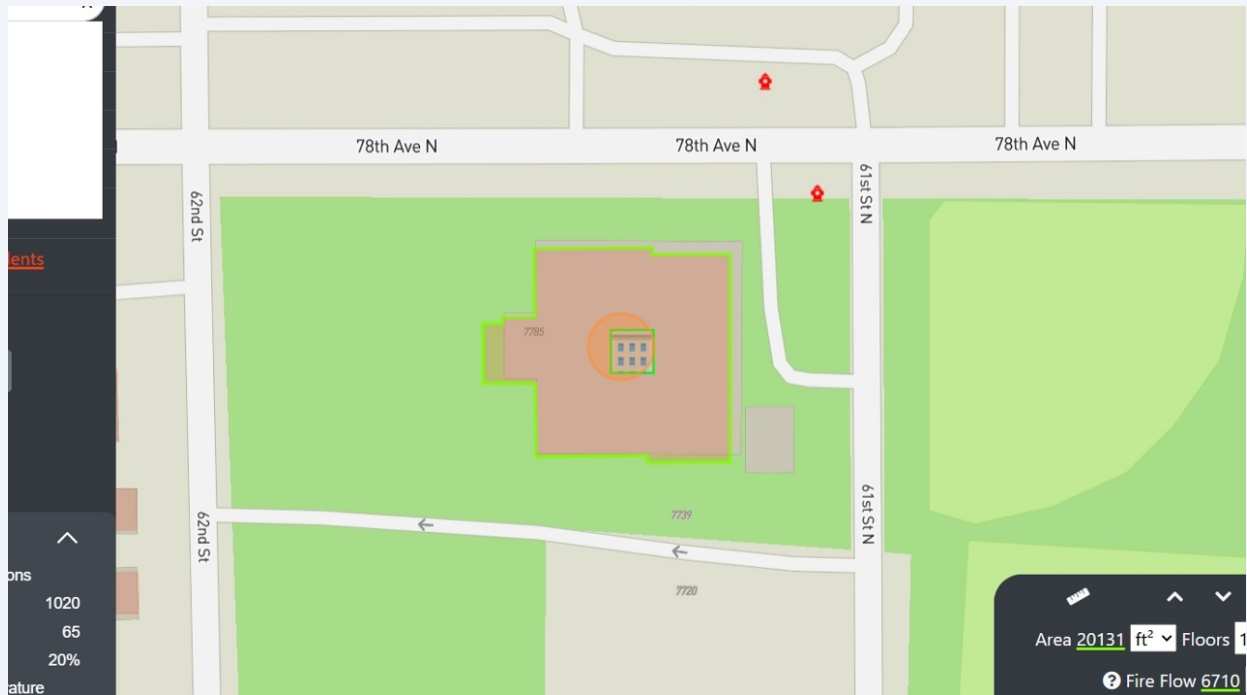 78th Ave N
78th Ave N
78th Ave N
62nd St
61st St N
ents
7785
62nd St
61st St N
7739
7720
ons
1020
65
20%
ature
Area 20131 ft² Floors 1
Fire Flow 6710